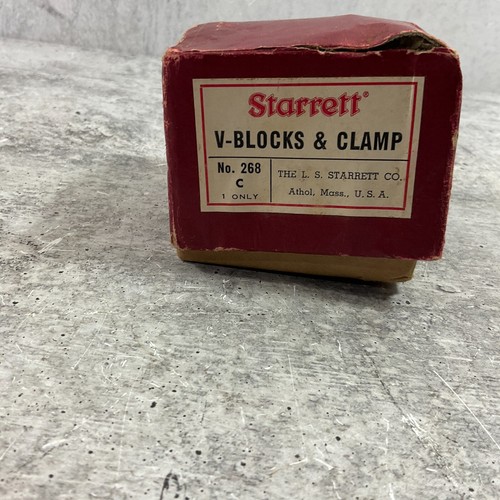 Starrett®
V-BLOCKS & CLAMP
No. 268
C
1 ONLY
THE L. S. STARRETT CO.
Athol, Mass., U. S. A.